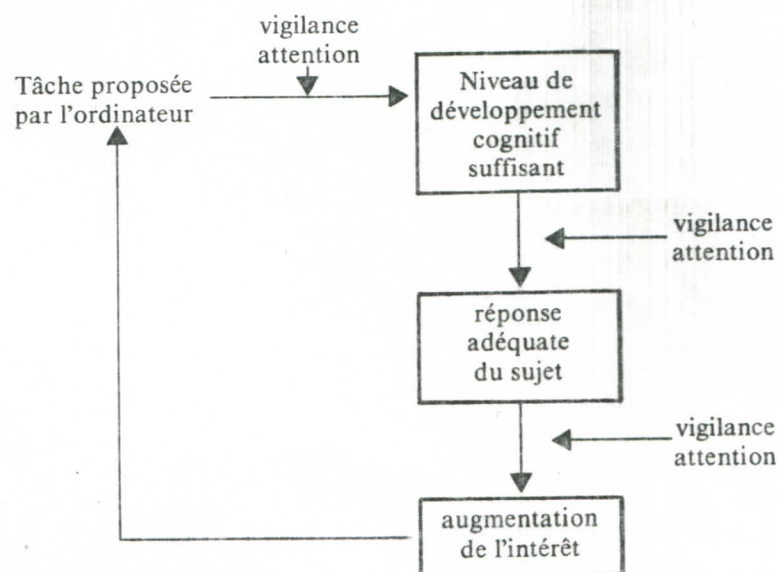 vigilance
attention
Tâche proposée
par l'ordinateur
Niveau de
développement
cognitif
suffisant
vigilance
attention
réponse
adéquate
du sujet
vigilance
attention
augmentation
de l'intérêt